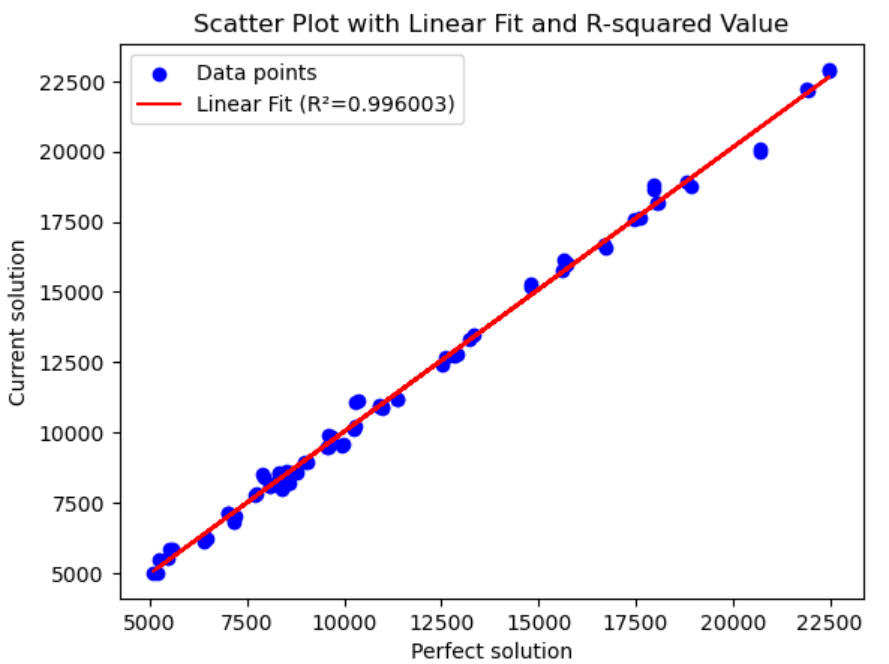 Scatter Plot with Linear Fit and R-squared Value
Data points
Linear Fit (R²=0.996003)
22500
20000
17500
15000
12500
10000
7500
5000
Current solution
5000 7500 10000 12500 15000 17500 20000 22500
Perfect solution